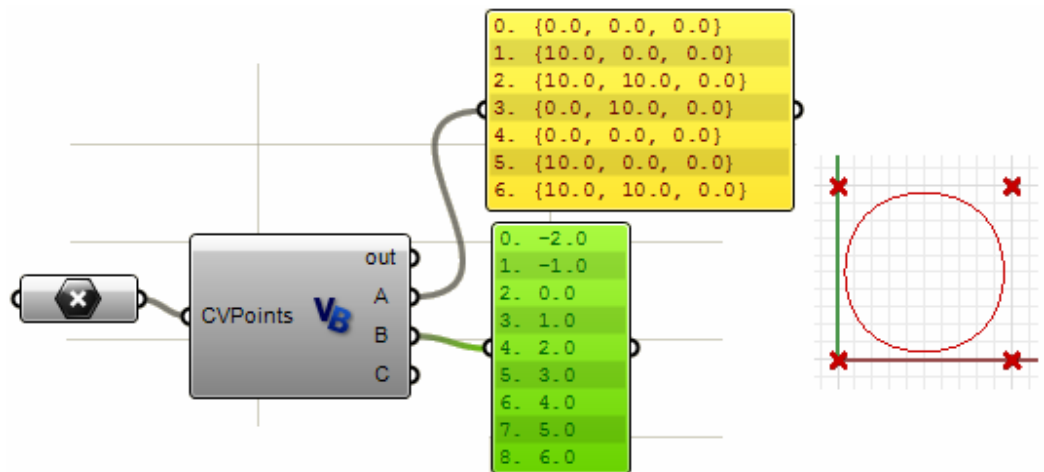 0. {0.0, 0.0, 0.0}
1. {10.0, 0.0, 0.0}
2. {10.0, 10.0, 0.0}
3. {0.0, 10.0, 0.0}
4. {0.0, 0.0, 0.0}
5. {10.0, 0.0, 0.0}
6. {10.0, 10.0, 0.0}
CVPoints
VB
out
A
B
C
0. -2.0
1. -1.0
2. 0.0
3. 1.0
4. 2.0
5. 3.0
6. 4.0
7. 5.0
8. 6.0